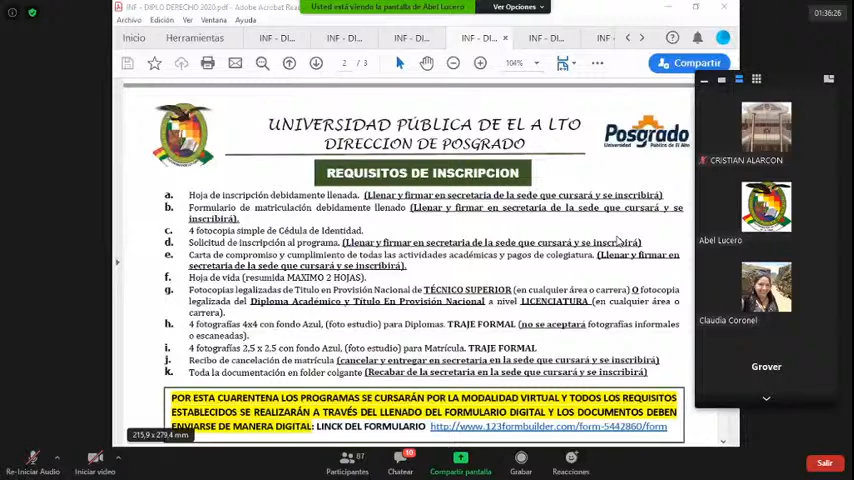 Usted está viendo la pantalla de Abel Lucero
Ver Opciones
01:36:26
INF - DIPLO DERECHO 2020.pdf - Adobe Acrobat
Archivo Edición Ver Ventana Ayuda
Inicio Herramientas INF - DI... INF - DI... INF - DI... INF - DI... INF - DI... INF -
2 / 3 104% Compartir
UNIVERSIDAD PÚBLICA DE EL ALTO
DIRECCION DE POSGRADO
Posgrado
Universidad Pública de El Alto
REQUISITOS DE INSCRIPCION
a. Hoja de inscripción debidamente llenada. (Llenar y firmar en secretaria de la sede que cursará y se inscribirá)
b. Formulario de matriculación debidamente llenado (Llenar y firmar en secretaria de la sede que cursará y se
inscribirá).
c. 4 fotocopia simple de Cédula de Identidad.
d. Solicitud de inscripción al programa. (Llenar y firmar en secretaria de la sede que cursará y se inscribirá)
e. Carta de compromiso y cumplimiento de todas las actividades académicas y pagos de colegiatura. (Llenar y firmar en
secretaria de la sede que cursará y se inscribirá).
f. Hoja de vida (resumida MAXIMO 2 HOJAS).
g. Fotocopias legalizadas de Titulo en Provisión Nacional de TÉCNICO SUPERIOR (en cualquier área o carrera) O fotocopia
legalizada del Diploma Académico y Título En Provisión Nacional a nivel LICENCIATURA (en cualquier área o
carrera).
h. 4 fotografías 4x4 con fondo Azul, (foto estudio) para Diplomas. TRAJE FORMAL (no se aceptará fotografías informales
o escaneadas).
i. 4 fotografías 2,5 x 2.5 con fondo Azul, (foto estudio) para Matrícula. TRAJE FORMAL
j. Recibo de cancelación de matrícula (cancelar y entregar en secretaria en la sede que cursará y se inscribirá)
k. Toda la documentación en folder colgante (Recabar de la secretaria en la sede que cursará y se inscribirá)
POR ESTA CUARENTENA LOS PROGRAMAS SE CURSARÁN POR LA MODALIDAD VIRTUAL Y TODOS LOS REQUISITOS
ESTABLECIDOS SE REALIZARÁN A TRAVÉS DEL LLENADO DEL FORMULARIO DIGITAL Y LOS DOCUMENTOS DEBEN
ENVIARSE DE MANERA DIGITAL: LINCK DEL FORMULARIO http://www.123formbuilder.com/form-5442860/form
215,9 x 279,4 mm
CRISTIAN ALARCON
Abel Lucero
Claudia Coronel
Grover
Re-Iniciar Audio
Iniciar video
87
Participantes
10
Chatear
Compartir pantalla
Grabar
Reacciones
Salir